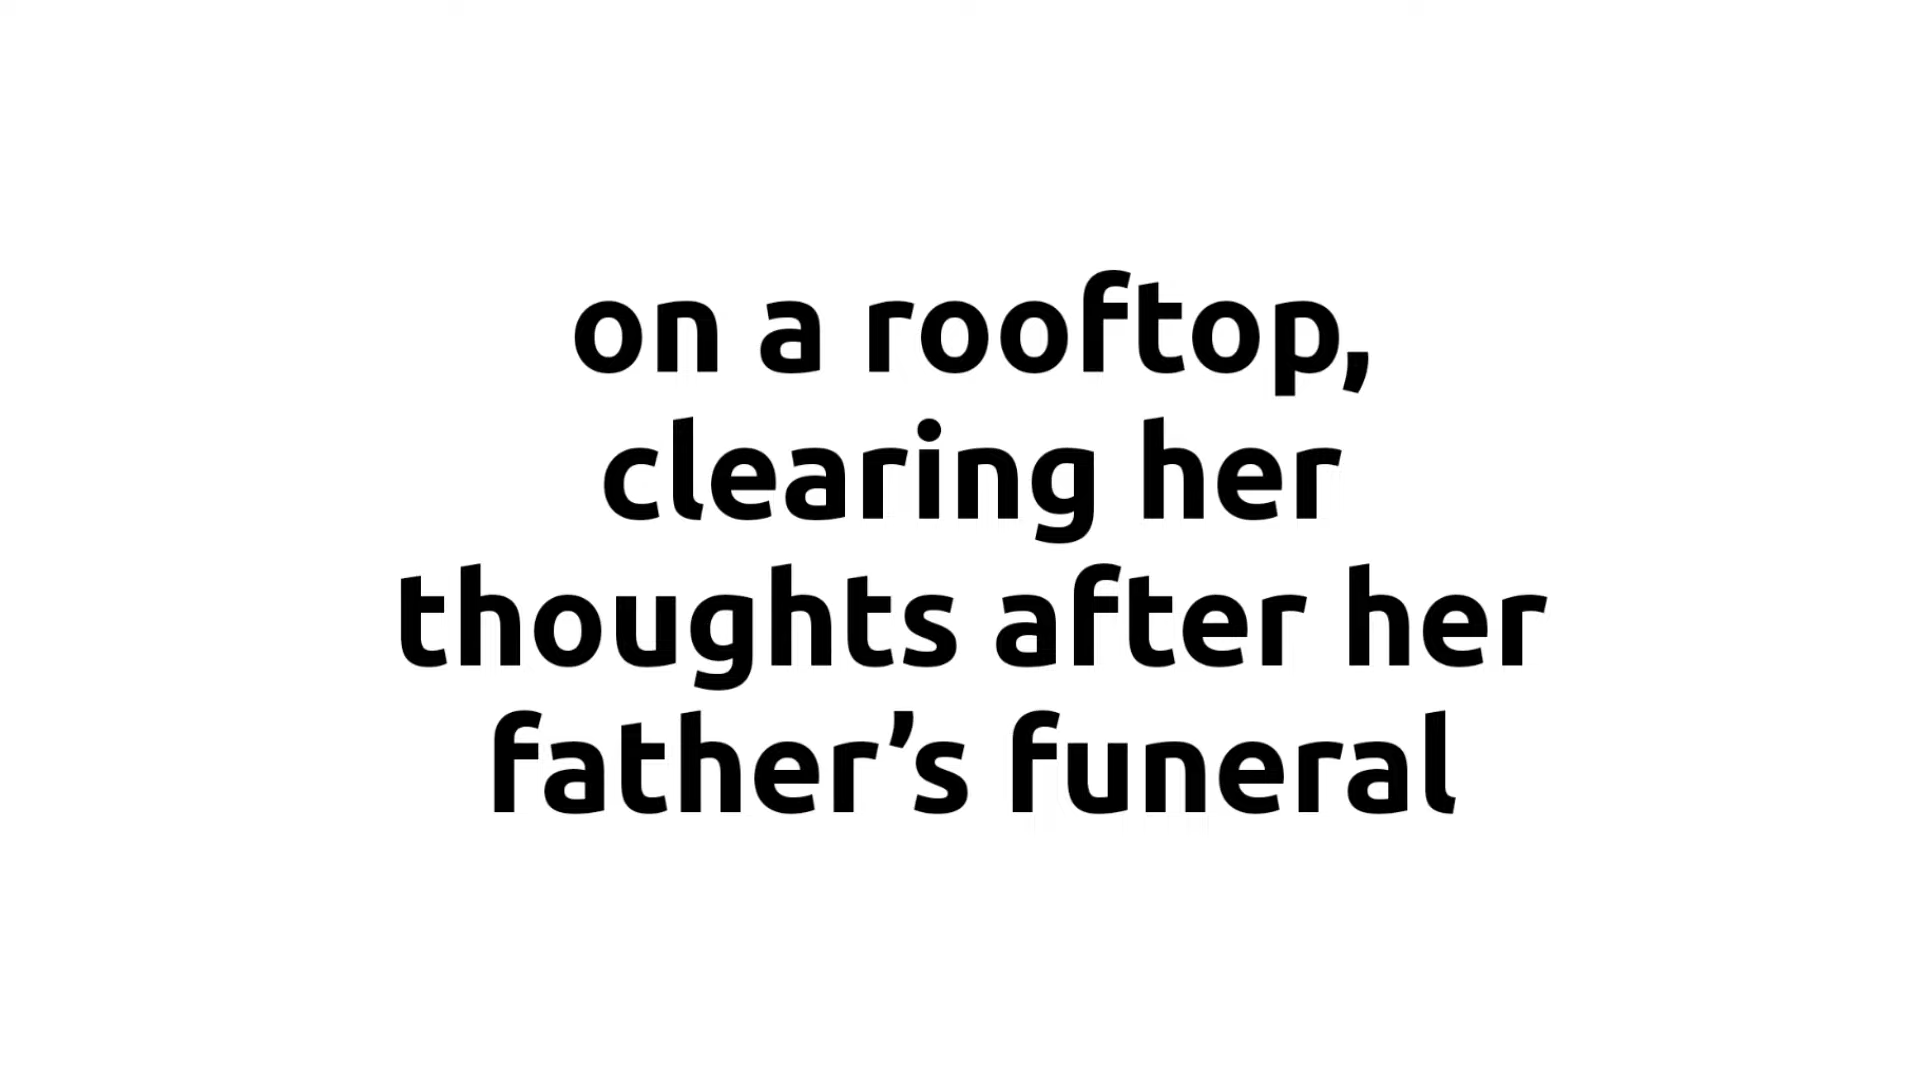 on a rooftop,
clearing her
thoughts after her
father’s funeral